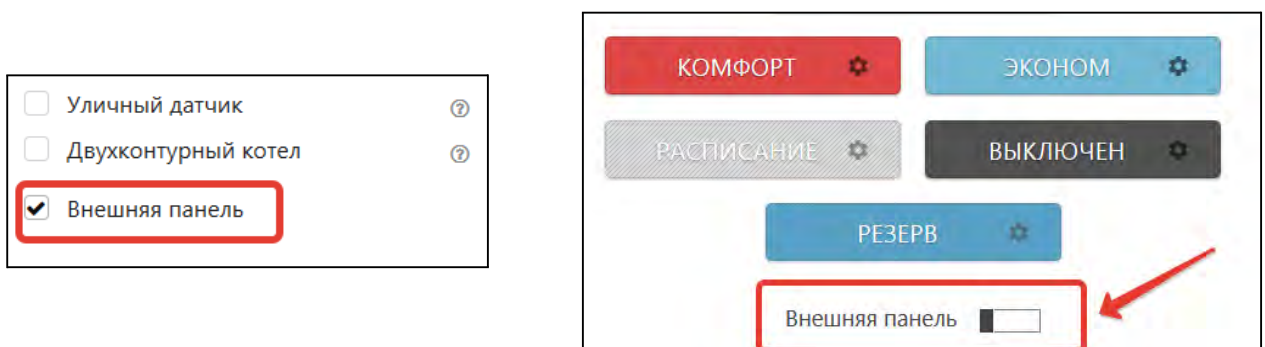 Уличный датчик
Двухконтурный котел
Внешняя панель
КОМФОРТ
ЭКОНОМ
РАСПИСАНИЕ
ВЫКЛЮЧЕН
РЕЗЕРВ
Внешняя панель